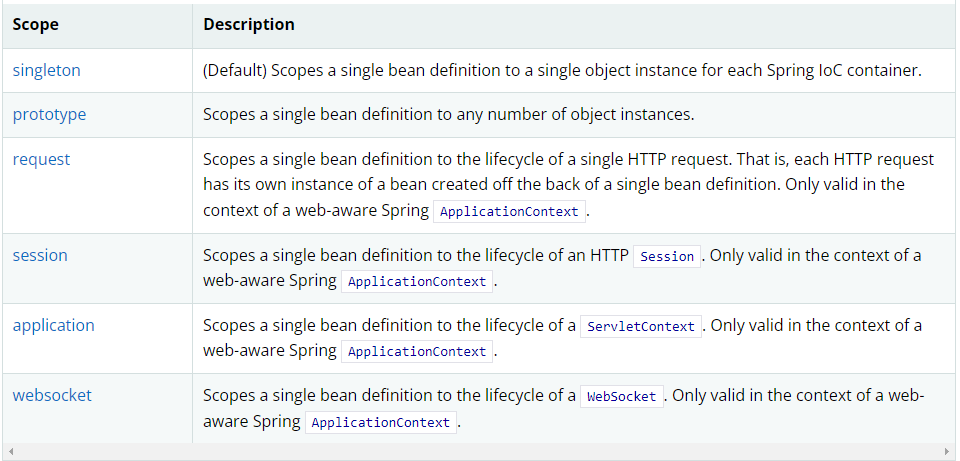 Scope Description
singleton (Default) Scopes a single bean definition to a single object instance for each Spring IoC container.
prototype Scopes a single bean definition to any number of object instances.
request Scopes a single bean definition to the lifecycle of a single HTTP request. That is, each HTTP request
has its own instance of a bean created off the back of a single bean definition. Only valid in the
context of a web-aware Spring ApplicationContext.
session Scopes a single bean definition to the lifecycle of an HTTP Session. Only valid in the context of a
web-aware Spring ApplicationContext.
application Scopes a single bean definition to the lifecycle of a ServletContext. Only valid in the context of a
web-aware Spring ApplicationContext.
websocket Scopes a single bean definition to the lifecycle of a WebSocket. Only valid in the context of a web-
aware Spring ApplicationContext.